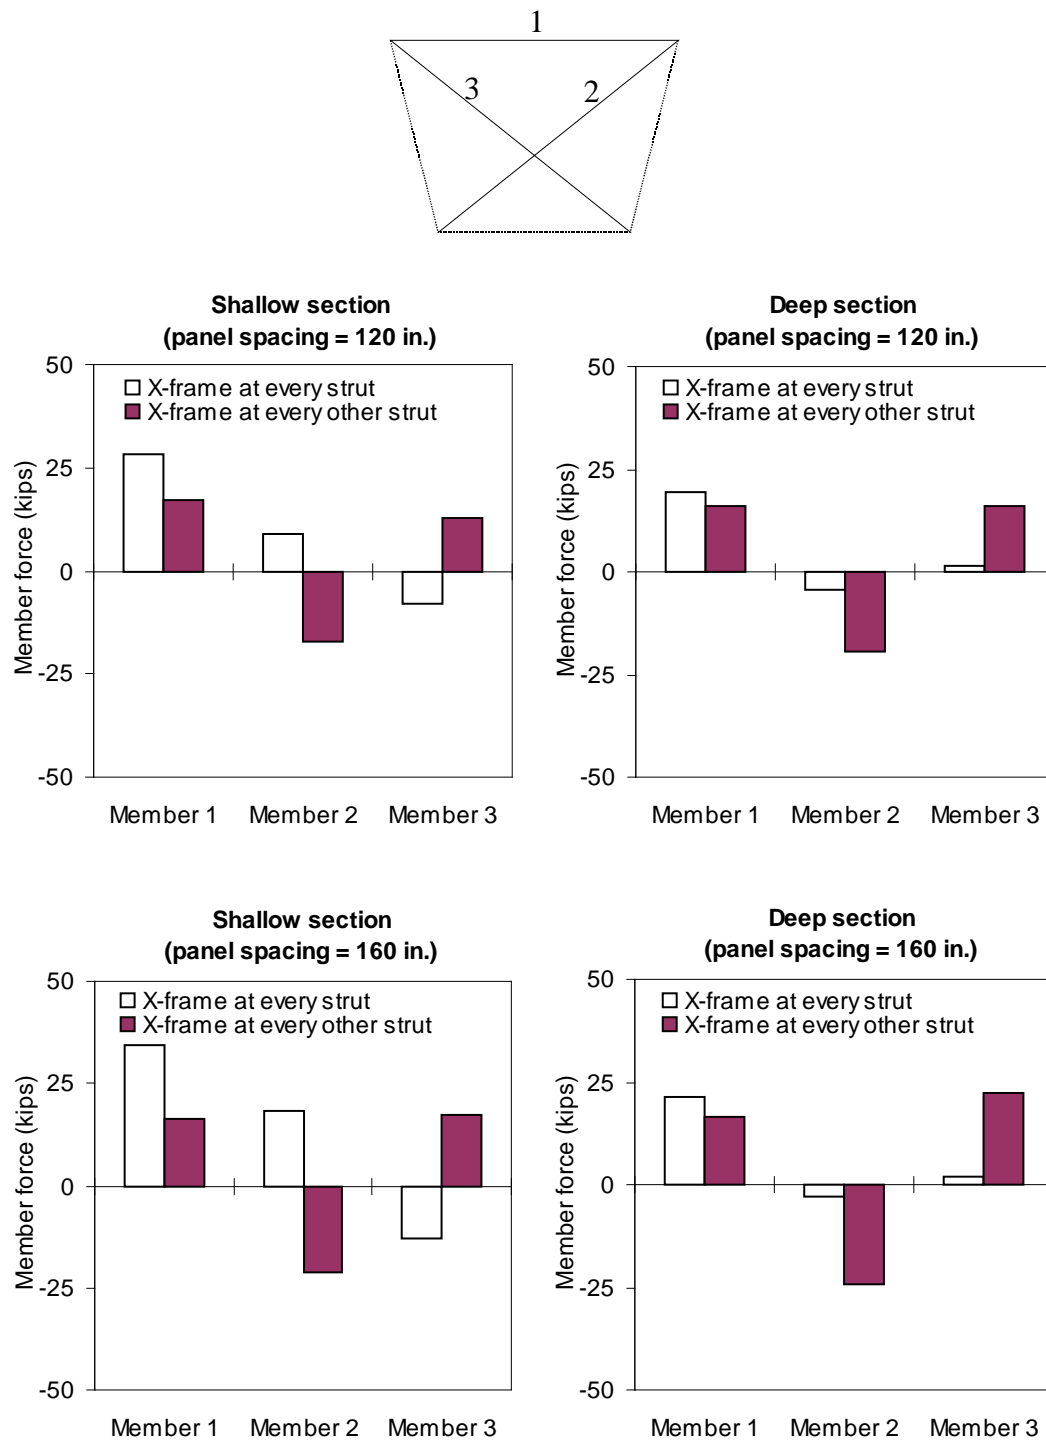 1
3
2
Shallow section
(panel spacing = 120 in.)
50
25
0
-25
-50
Member force (kips)
X-frame at every strut
X-frame at every other strut
Member 1
Member 2
Member 3
Deep section
(panel spacing = 120 in.)
50
25
0
-25
-50
Member force (kips)
X-frame at every strut
X-frame at every other strut
Member 1
Member 2
Member 3
Shallow section
(panel spacing = 160 in.)
50
25
0
-25
-50
Member force (kips)
X-frame at every strut
X-frame at every other strut
Member 1
Member 2
Member 3
Deep section
(panel spacing = 160 in.)
50
25
0
-25
-50
Member force (kips)
X-frame at every strut
X-frame at every other strut
Member 1
Member 2
Member 3